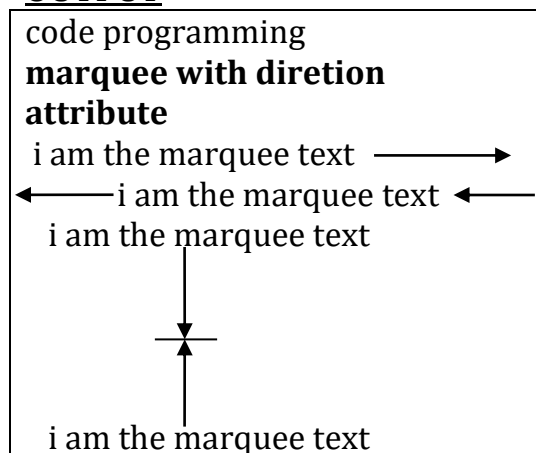 code programming
marquee with diretion
attribute
i am the marquee text
i am the marquee text
i am the marquee text
i am the marquee text